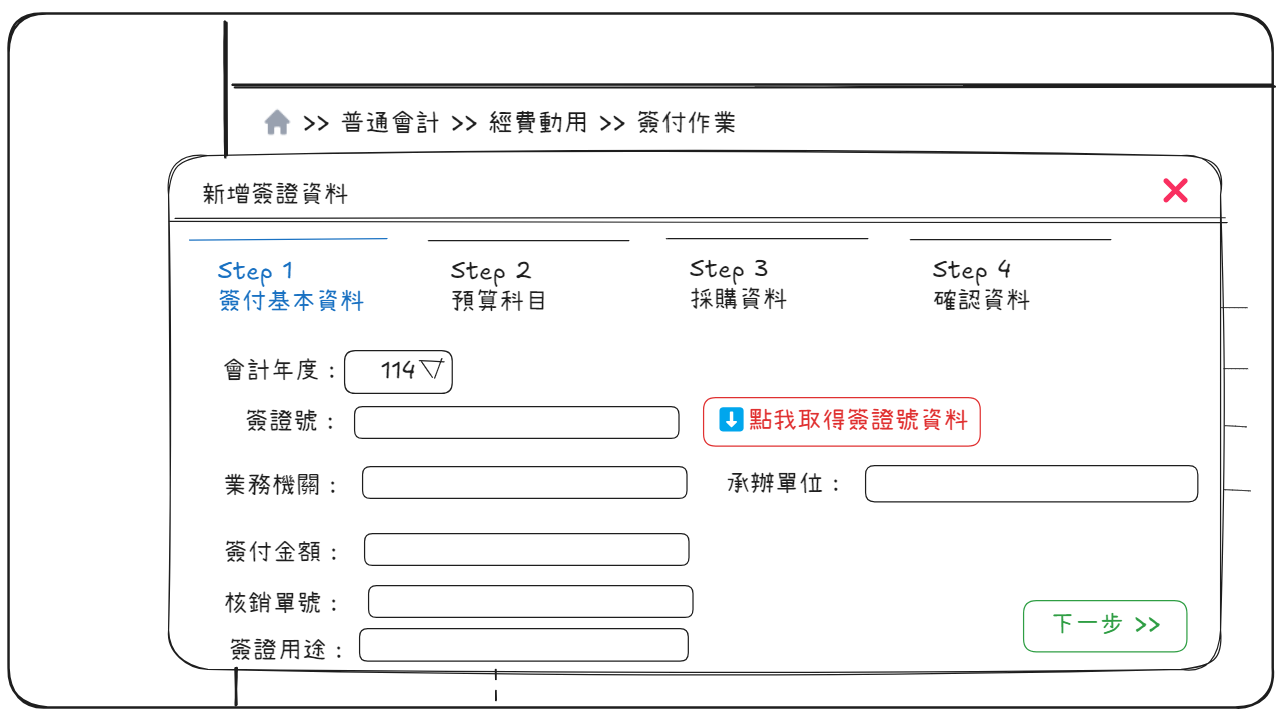 >> 普通會計 >> 經費動用 >> 簽付作業
新增簽證資料
Step 1
簽付基本資料
Step 2
預算科目
Step 3
採購資料
Step 4
確認資料
會計年度：114
簽證號：
點我取得簽證號資料
業務機關：
承辦單位：
簽付金額：
核銷單號：
簽證用途：
下一步 >>